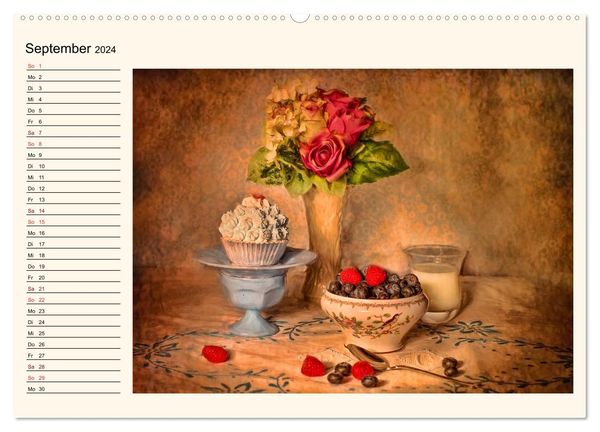 September 2024
So 1
Mo 2
Di 3
Mi 4
Do 5
Fr 6
Sa 7
So 8
Mo 9
Di 10
Mi 11
Do 12
Fr 13
Sa 14
So 15
Mo 16
Di 17
Mi 18
Do 19
Fr 20
Sa 21
So 22
Mo 23
Di 24
Mi 25
Do 26
Fr 27
Sa 28
So 29
Mo 30